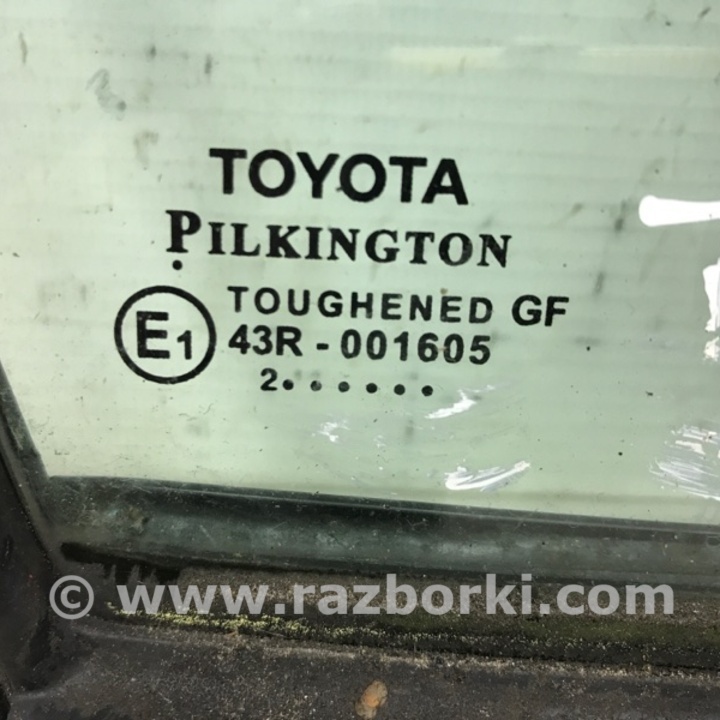 TOYOTA
PILKINGTON
TOUGHENED GF
E1 43R - 001605
2●●●●●●
© www.razborki.com